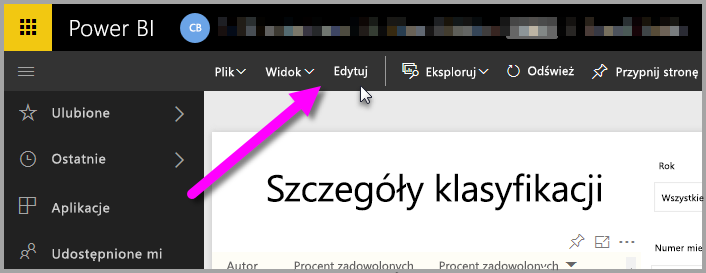 Power BI
CB
Plik Widok Edytuj Eksploruj Odśwież Przypnij stronę
Ulubione
Ostatnie
Aplikacje
Udostępnione mi
Szczegóły klasyfikacji
Rok
Wszystkie
Numer mie
Autor Procent zadowolonych Procent zadowolonych